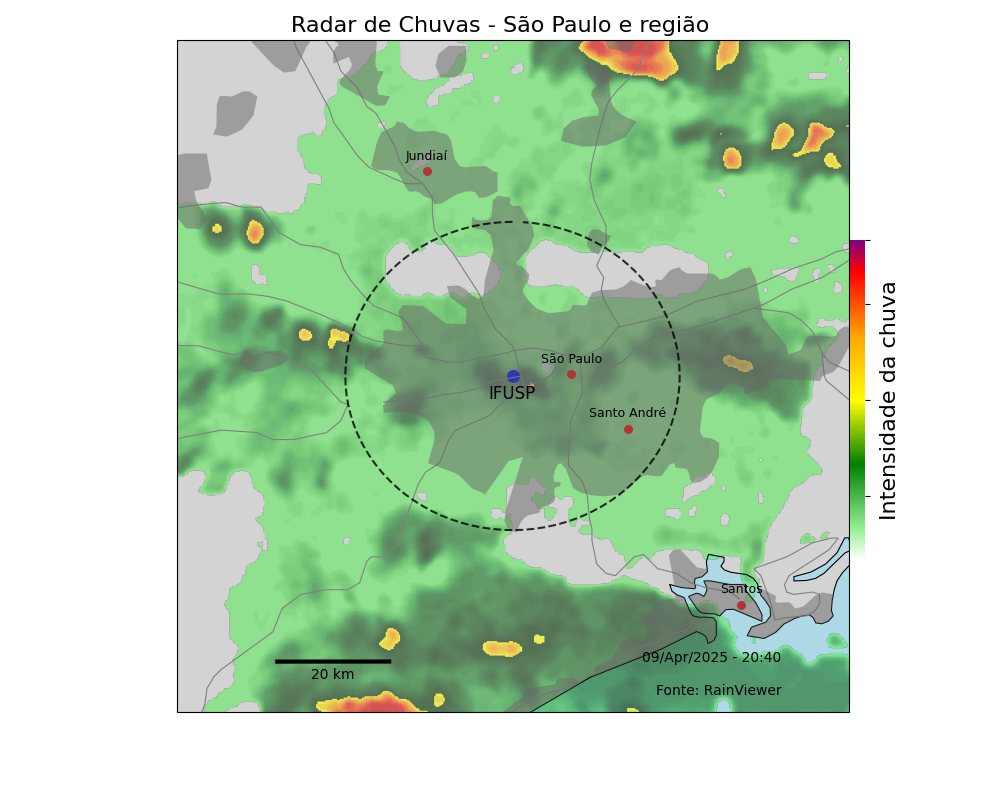 Radar de Chuvas - São Paulo e região
Jundiaí
São Paulo
IFUSP
Santo André
Intensidade da chuva
Santos
09/Apr/2025 - 20:40
20 km
Fonte: RainViewer